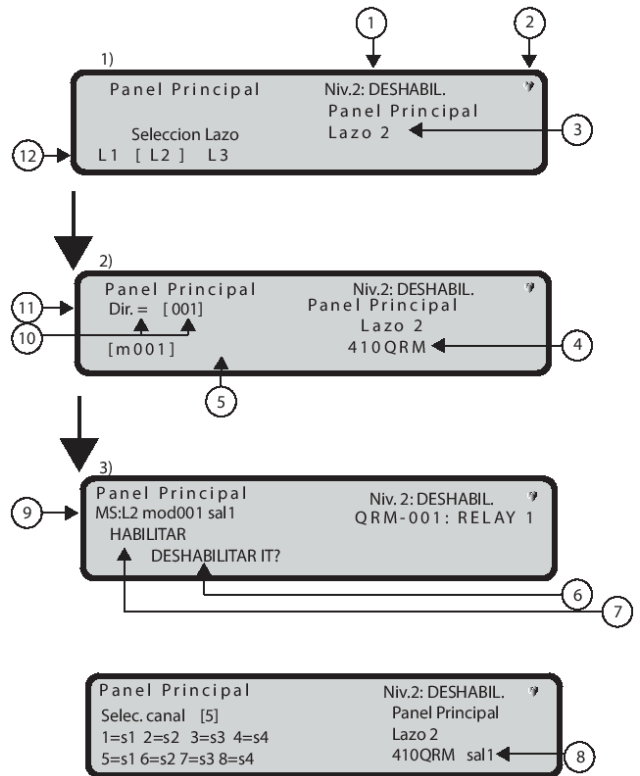 1 2
1)
Panel Principal Niv.2: DESHABIL.
Panel Principal
Seleccion Lazo Lazo 2 3
12 L1 [ L2 ] L3
2)
Panel Principal Niv.2: DESHABIL.
11 Dir. = [001] Panel Principal
10 Lazo 2
[m001] 410QRM 4
5
3)
Panel Principal Niv. 2: DESHABIL.
9 MS:L2 mod001 sal1 QRM-001: RELAY 1
HABILITAR
DESHABILITAR IT?
6
7
Panel Principal Niv.2: DESHABIL.
Selec. canal [5] Panel Principal
1=s1 2=s2 3=s3 4=s4 Lazo 2
5=s1 6=s2 7=s3 8=s4 410QRM sal1 8